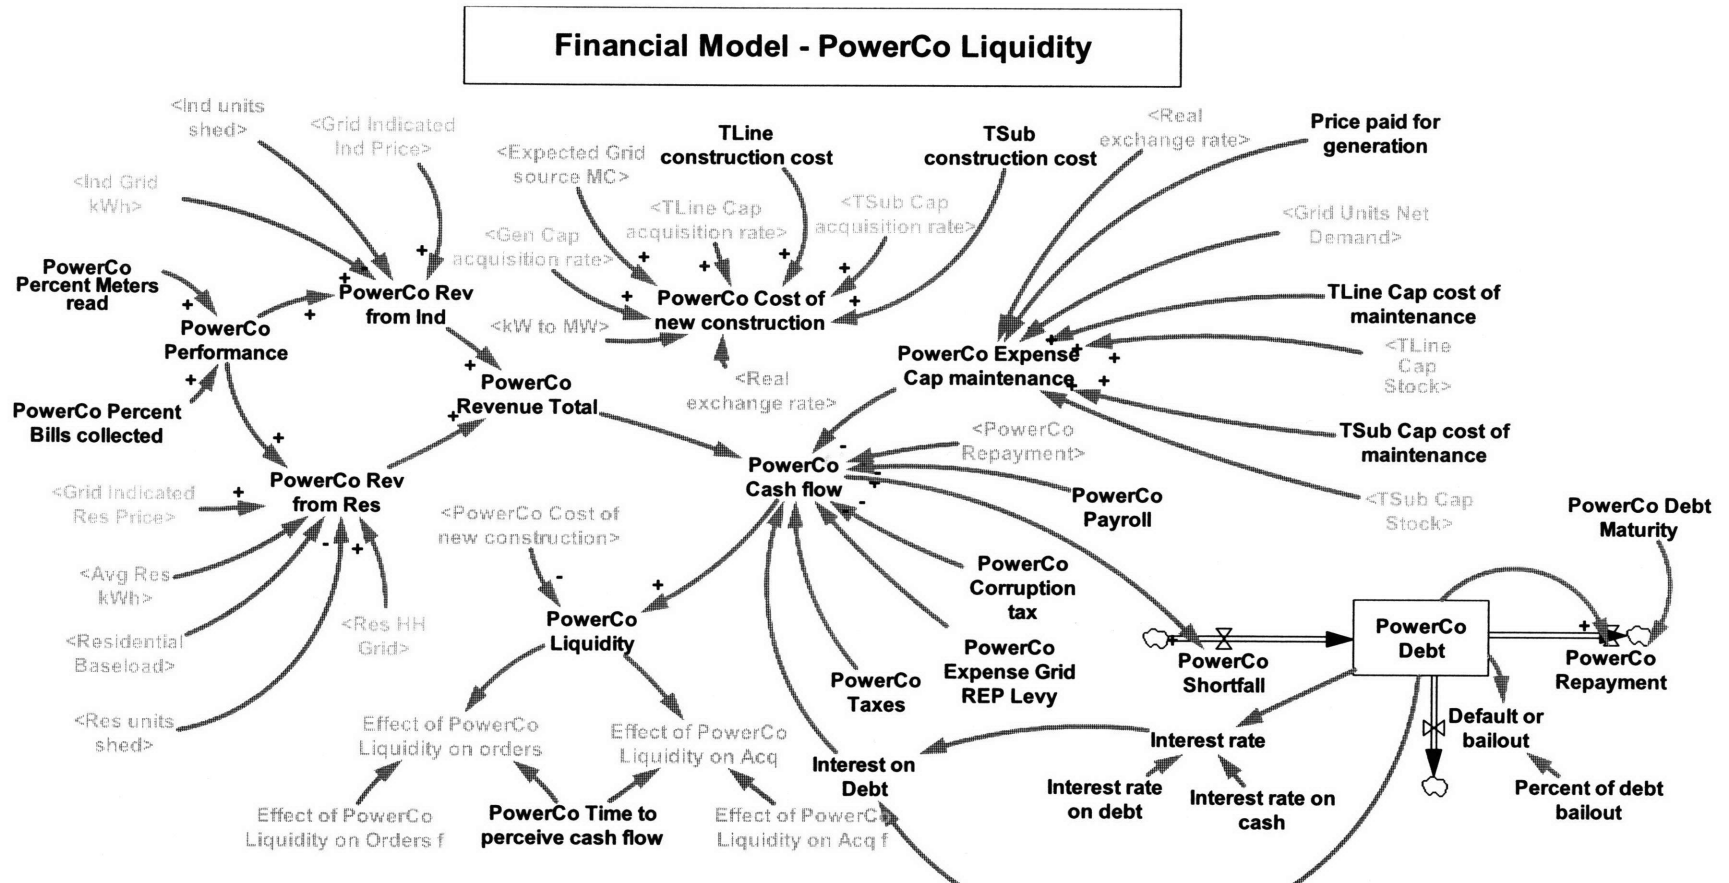 Financial Model - PowerCo Liquidity
<Ind units
shed>
<Grid Indicated
Ind Price>
<Expected Grid
source MC>
TLine
construction cost
TSub
construction cost
<Real
exchange rate>
Price paid for
generation
<Ind Grid
kWh>
<TLine Cap
acquisition rate>
<TSub Cap
acquisition rate>
<Gen Cap
acquisition rate>
<Grid Units Net
Demand>
PowerCo
Percent Meters
read
PowerCo Rev
from Ind
PowerCo Cost of
new construction
TLine Cap cost of
maintenance
PowerCo
Performance
<kW to MW>
PowerCo Expense
Cap maintenance
<TLine
Cap
Stock>
<Real
exchange rate>
PowerCo
Revenue Total
PowerCo Percent
Bills collected
TSub Cap cost of
maintenance
<PowerCo
Repayment>
PowerCo
Cash flow
PowerCo Rev
from Res
<Grid Indicated
Res Price>
PowerCo
Payroll
<TSub Cap
Stock>
PowerCo Debt
Maturity
<PowerCo Cost of
new construction>
<Avg Res
kWh>
PowerCo
Corruption
tax
<Res HH
Grid>
PowerCo
Liquidity
<Residential
Baseload>
PowerCo
Expense Grid
REP Levy
PowerCo
Shortfall
PowerCo
Debt
PowerCo
Repayment
PowerCo
Taxes
<Res units
shed>
Effect of PowerCo
Liquidity on orders
Effect of PowerCo
Liquidity on Acq
Interest rate
Default or
bailout
Interest on
Debt
Interest rate
on debt
Interest rate on
cash
Percent of debt
bailout
Effect of PowerCo
Liquidity on Orders f
PowerCo Time to
perceive cash flow
Effect of PowerCo
Liquidity on Acq f